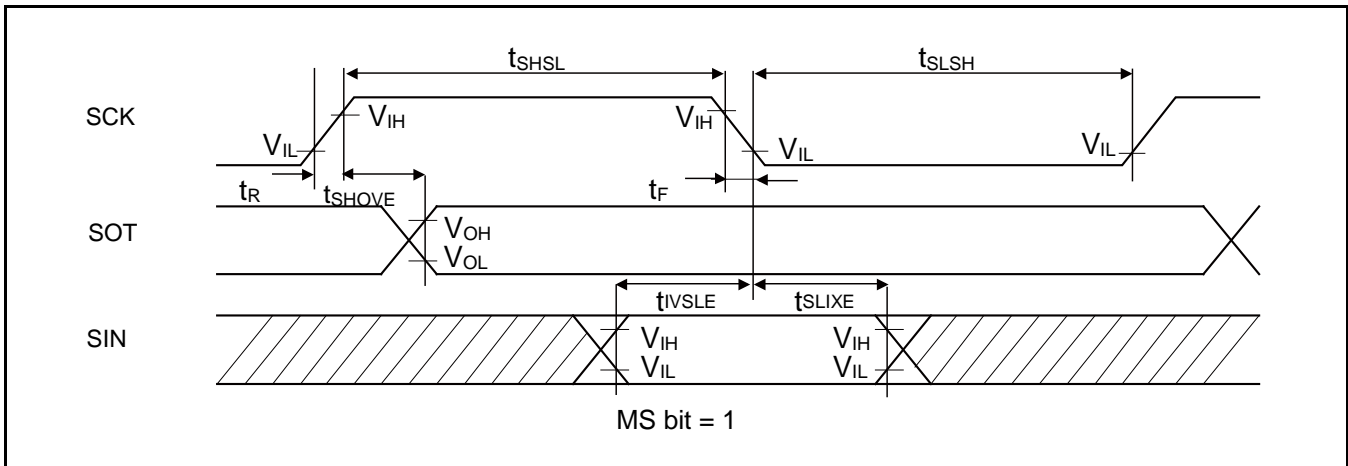 tSHSL
tSLSH
SCK
VIH
VIH
VIL
VIL
VIL
tR
tSHOVE
tF
SOT
VOH
VOL
tIVSLE
tSLIXE
SIN
VIH
VIH
VIL
VIL
MS bit = 1